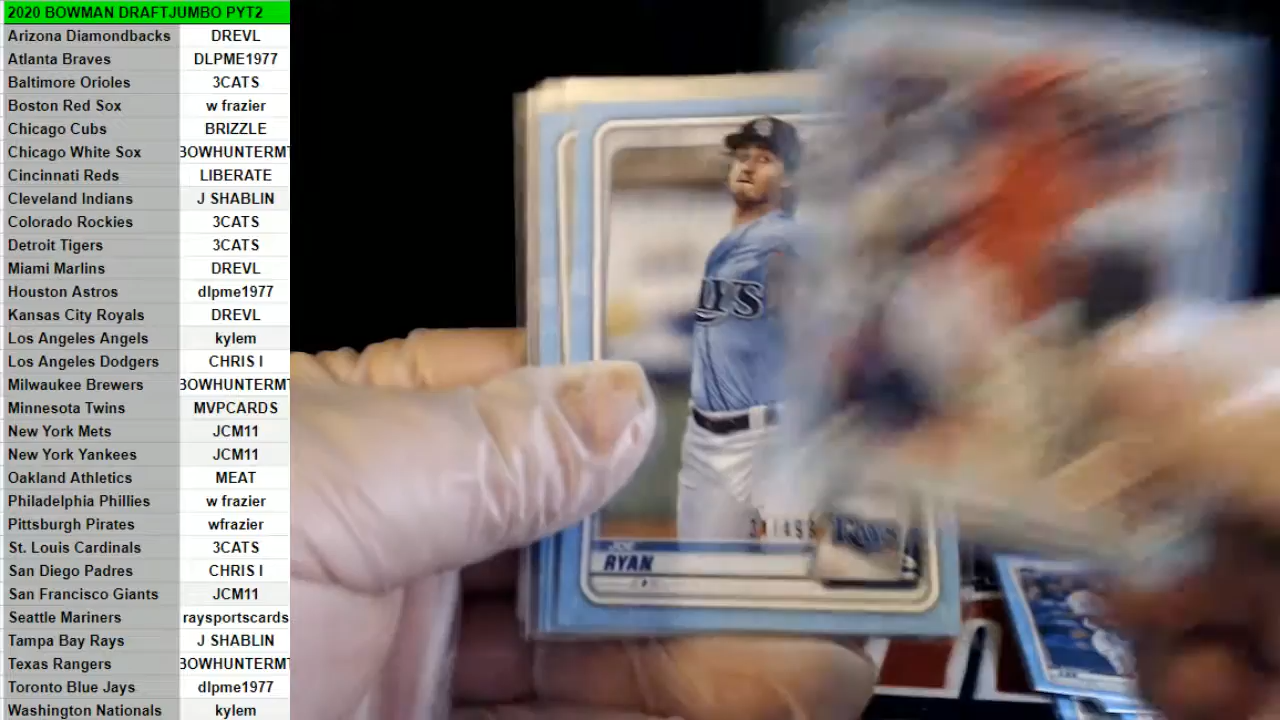 2020 BOWMAN DRAFTJUMBO PYT2
Arizona Diamondbacks DREVL
Atlanta Braves DLPME1977
Baltimore Orioles 3CATS
Boston Red Sox w frazier
Chicago Cubs BRIZZLE
Chicago White Sox BOWHUNTERMT
Cincinnati Reds LIBERATE
Cleveland Indians J SHABLIN
Colorado Rockies 3CATS
Detroit Tigers 3CATS
Miami Marlins DREVL
Houston Astros dlpme1977
Kansas City Royals DREVL
Los Angeles Angels kylem
Los Angeles Dodgers CHRIS I
Milwaukee Brewers BOWHUNTERMT
Minnesota Twins MVPCARDS
New York Mets JCM11
New York Yankees JCM11
Oakland Athletics MEAT
Philadelphia Phillies w frazier
Pittsburgh Pirates wfrazier
St. Louis Cardinals 3CATS
San Diego Padres CHRIS I
San Francisco Giants JCM11
Seattle Mariners raysportscards
Tampa Bay Rays J SHABLIN
Texas Rangers BOWHUNTERMT
Toronto Blue Jays dlpme1977
Washington Nationals kylem
JOE
RYAN
RAYS